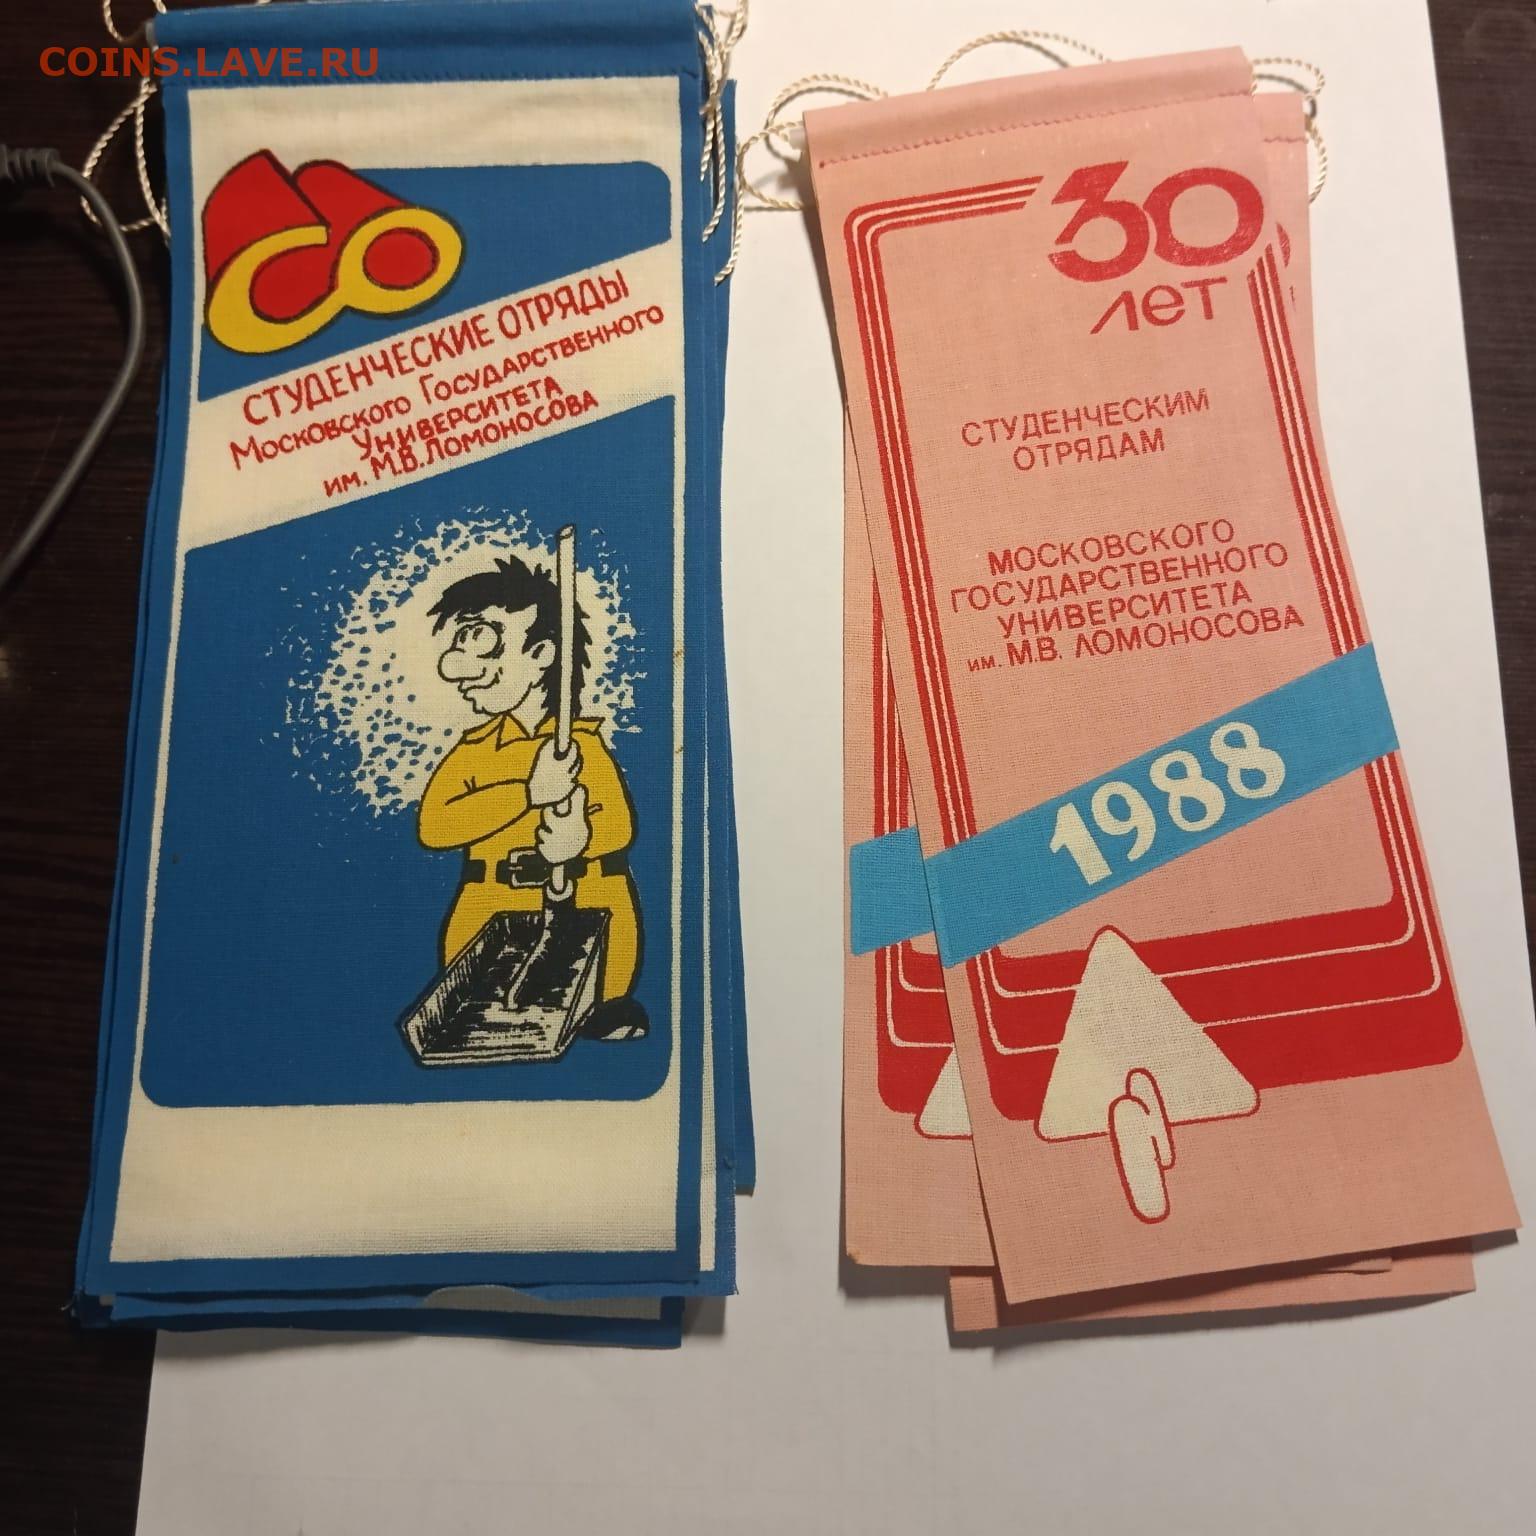 COINS.LAVE.RU
СО
СТУДЕНЧЕСКИЕ ОТРЯДЫ
Московского Государственного
Университета
им. М.В.Ломоносова
30
лет
СТУДЕНЧЕСКИМ
ОТРЯДАМ
МОСКОВСКОГО
ГОСУДАРСТВЕННОГО
УНИВЕРСИТЕТА
им. М.В. ЛОМОНОСОВА
1988